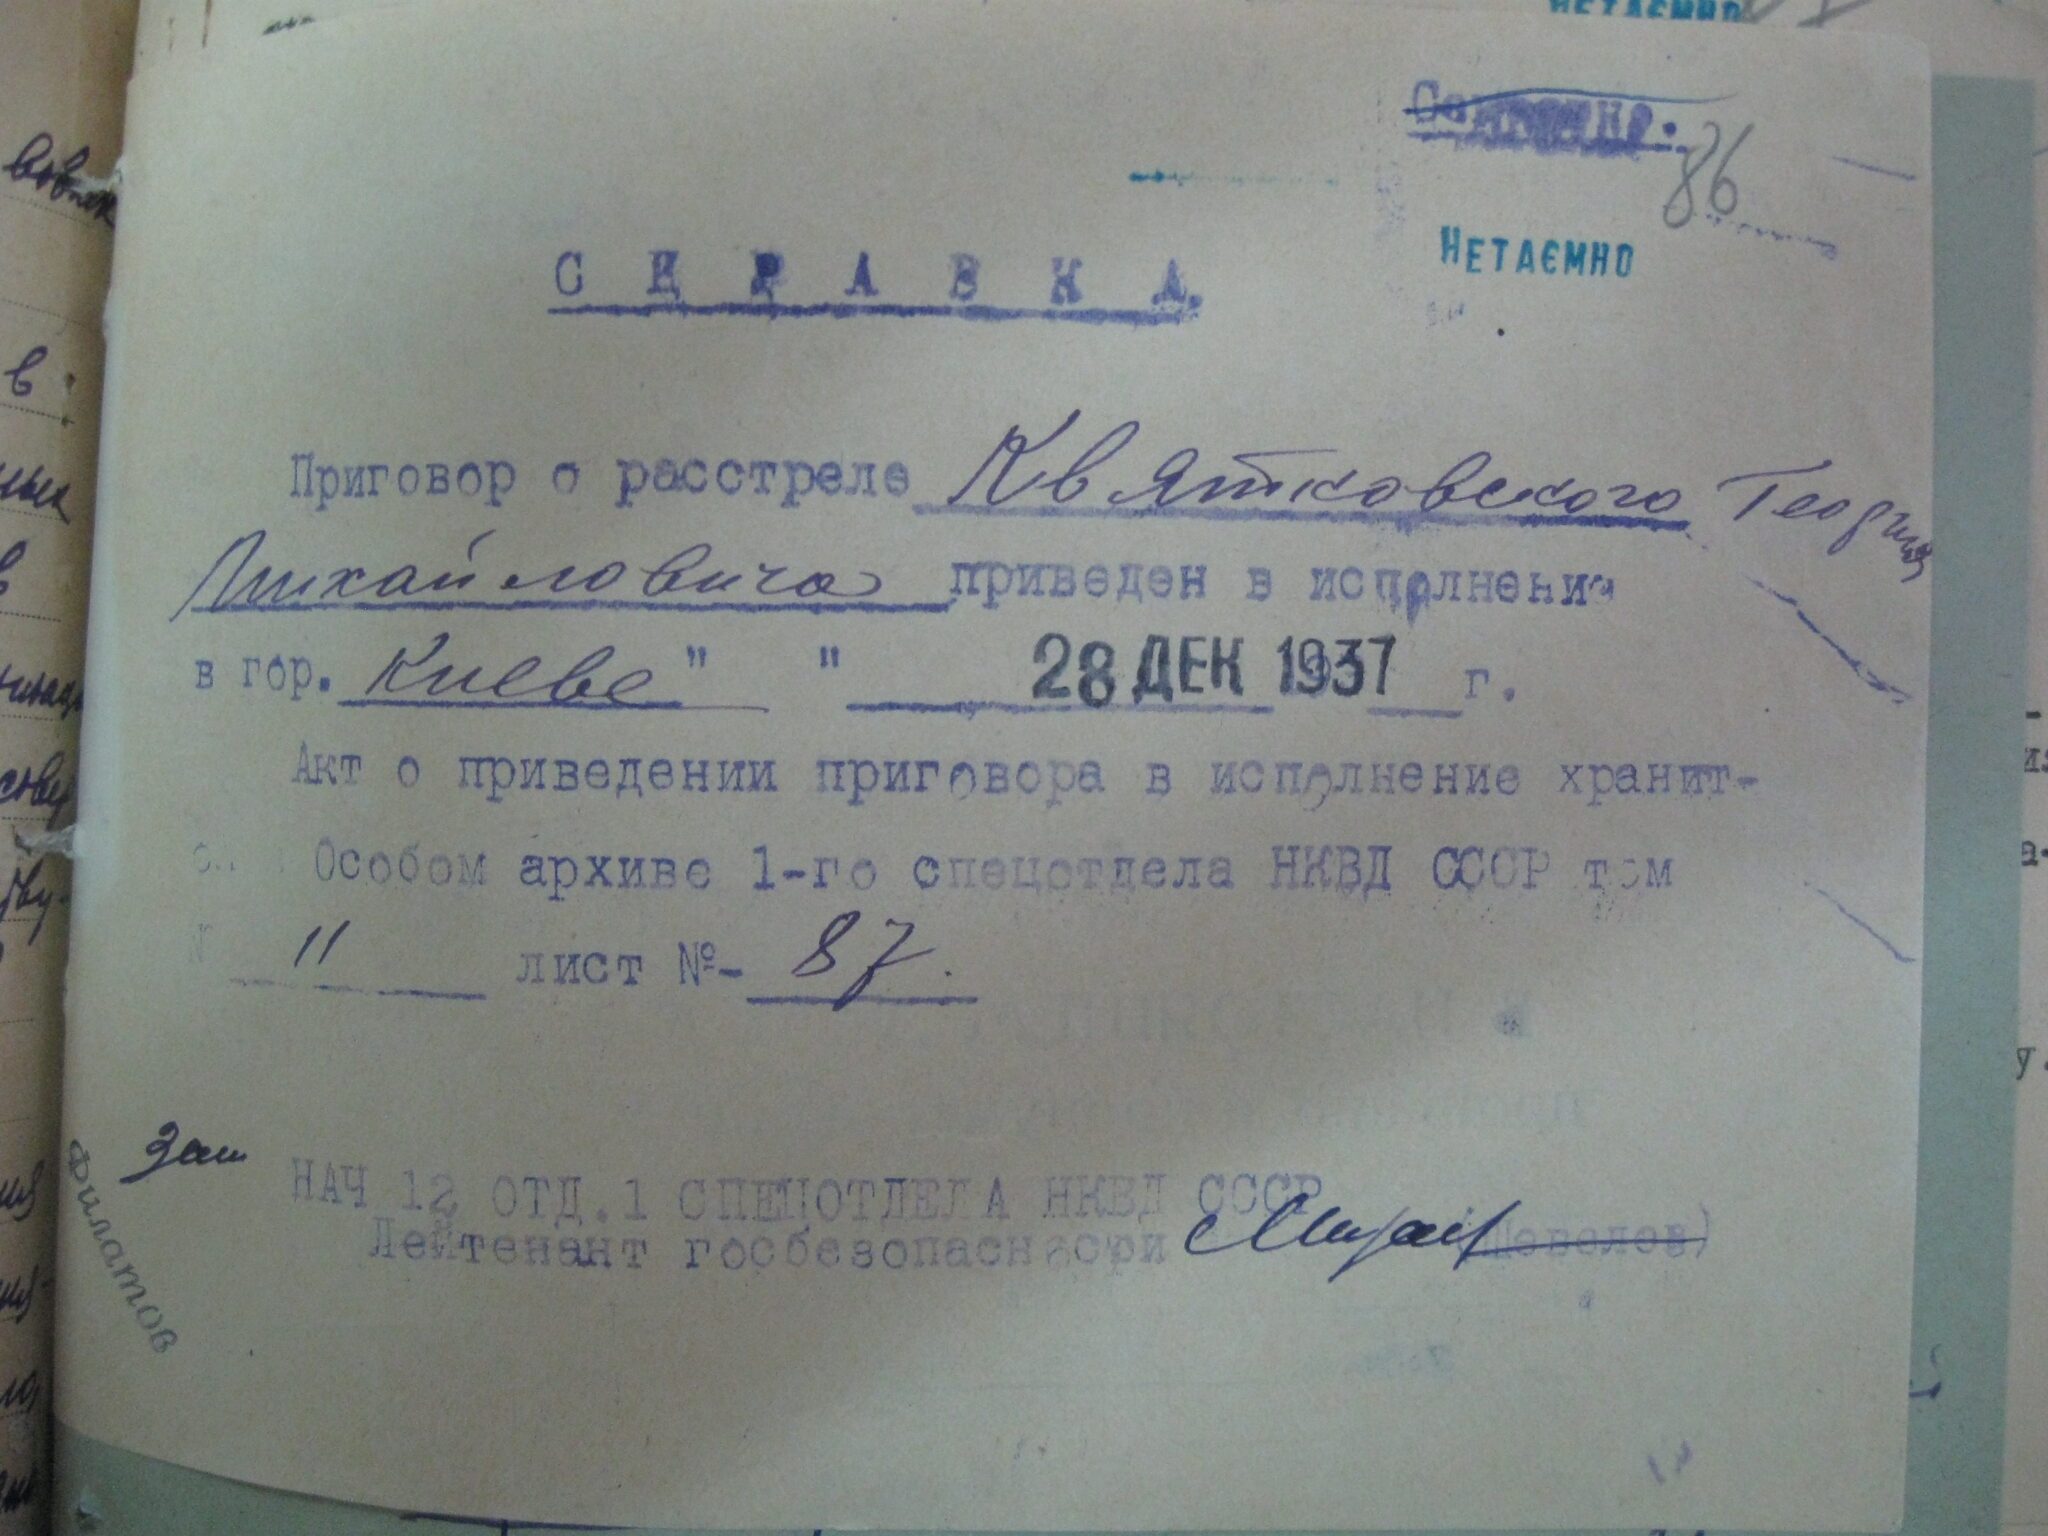 Секретно.
86
НЕТАЄМНО
СПРАВКА.
Приговор о расстреле Квятковского Георгия
Михайловича приведен в исполнение
в гор. Киеве " " 28 ДЕК 1937 г.
Акт о приведении приговора в исполнение хранит-
Особом архиве 1-го спецотдела НКВД СССР том
11 лист №- 87.
Зам НАЧ 12 ОТД. 1 СПЕЦОТДЕЛА НКВД СССР
Лейтенант госбезопасности (Шевелев)
Филатов